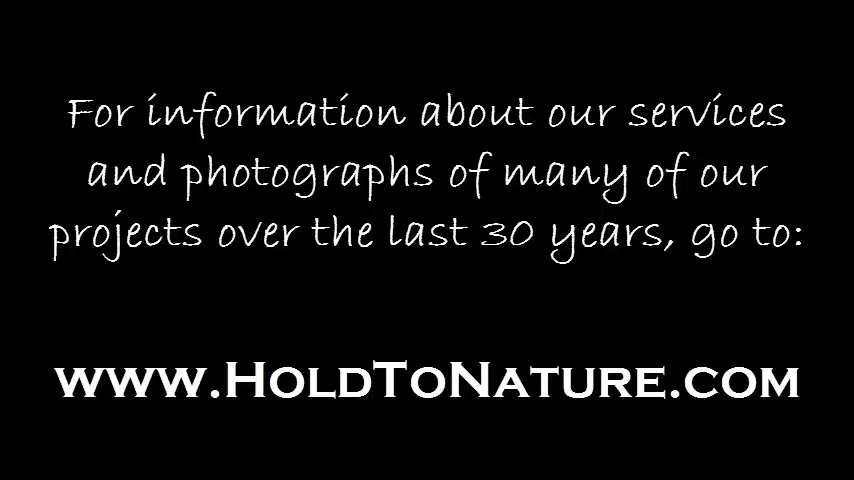 For information about our services
and photographs of many of our
projects over the last 30 years, go to:
www.HoldToNature.com